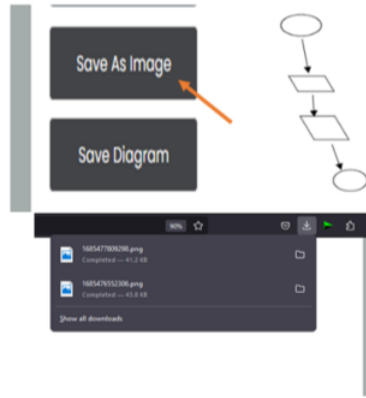 Save As Image
Save Diagram
90%
1685477809298.png
Completed — 41.2 KB
1685476552306.png
Completed — 43.8 KB
Show all downloads